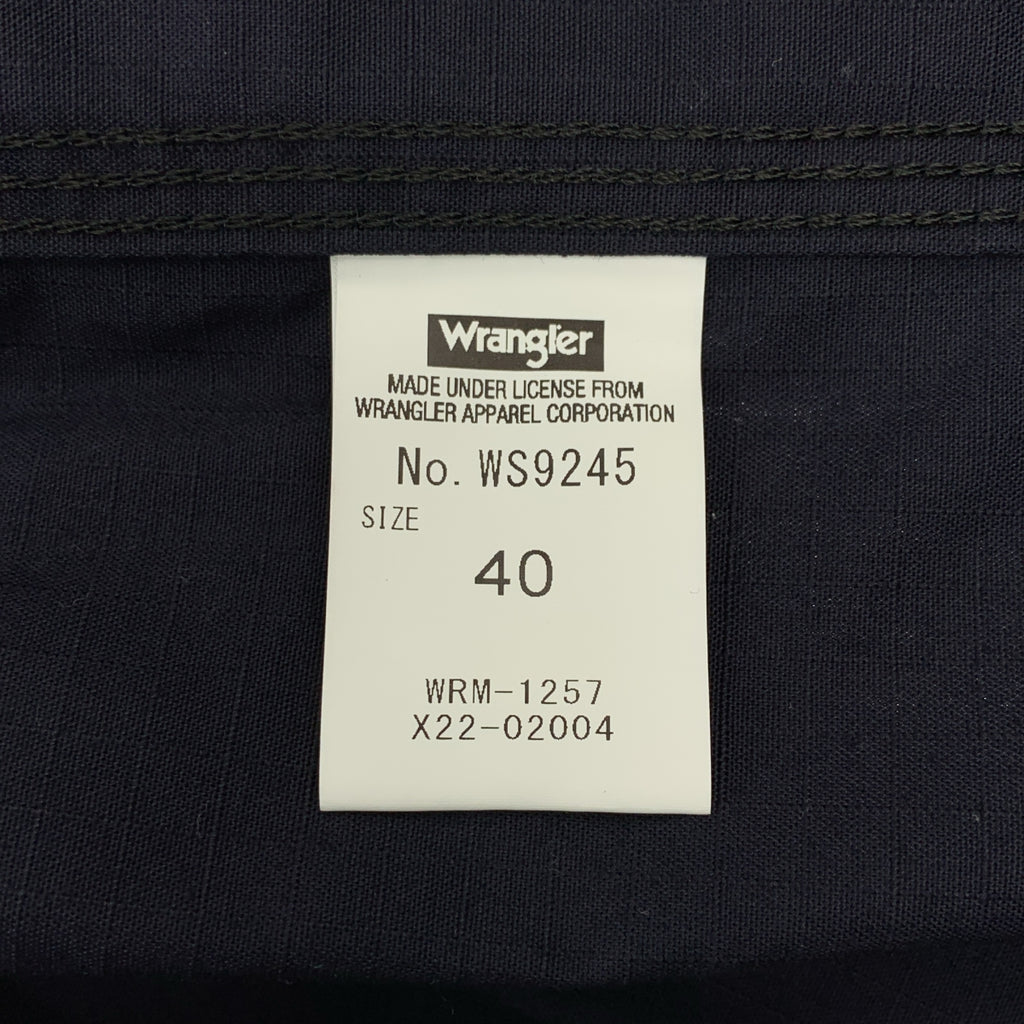 Wrangler
MADE UNDER LICENSE FROM
WRANGLER APPAREL CORPORATION
No. WS9245
SIZE
40
WRM-1257
X22-02004